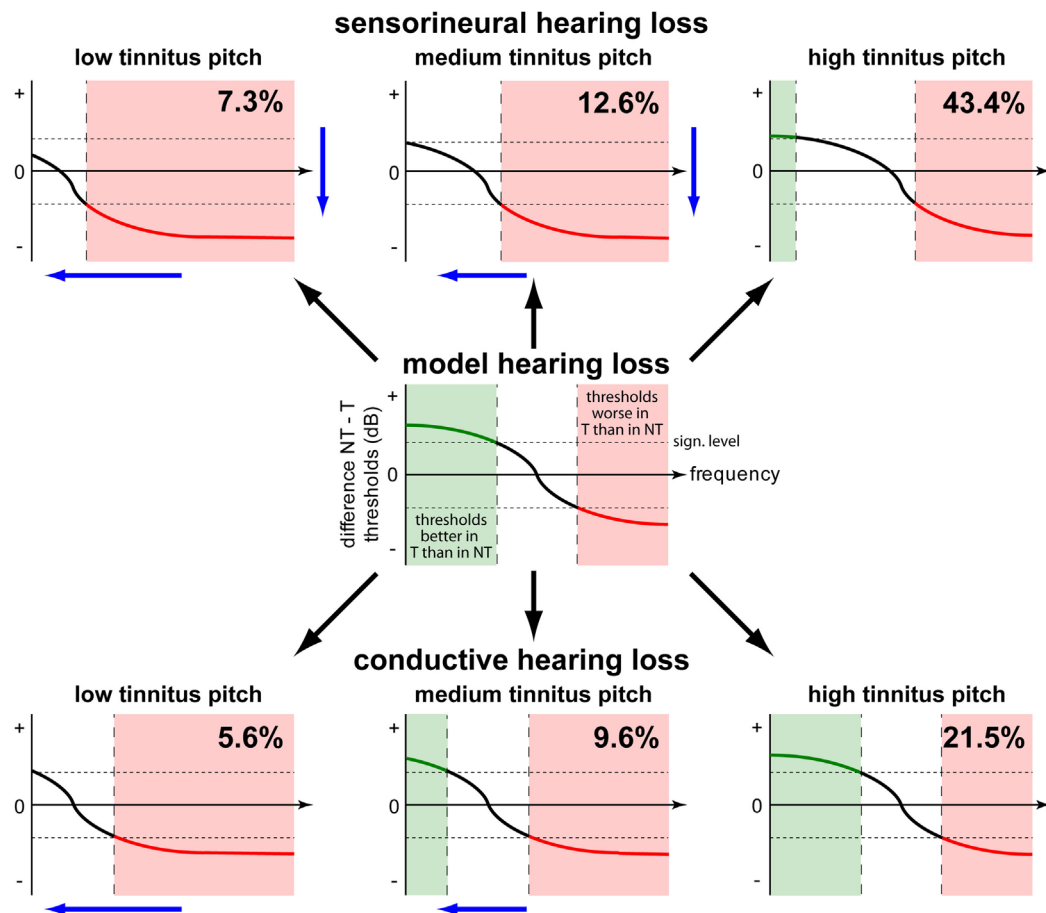 sensorineural hearing loss
low tinnitus pitch
+
7.3%
0
-
medium tinnitus pitch
+
12.6%
0
-
high tinnitus pitch
+
43.4%
0
-
model hearing loss
difference NT - T
thresholds (dB)
+
0
-
thresholds
worse in
T than in NT
sign. level
frequency
thresholds
better in
T than in NT
conductive hearing loss
low tinnitus pitch
+
5.6%
0
-
medium tinnitus pitch
+
9.6%
0
-
high tinnitus pitch
+
21.5%
0
-